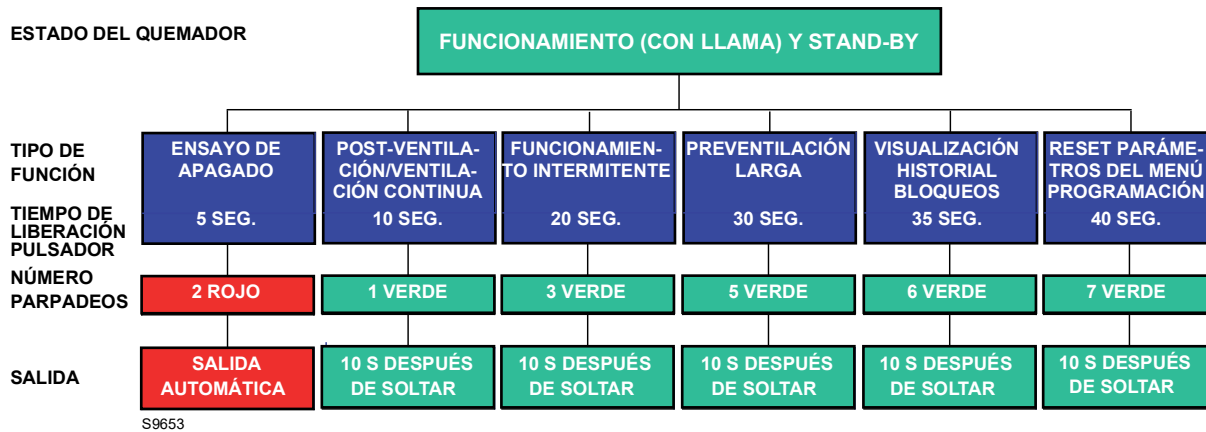 ESTADO DEL QUEMADOR
FUNCIONAMIENTO (CON LLAMA) Y STAND-BY
TIPO DE
FUNCIÓN
ENSAYO DE
APAGADO
POST-VENTILA-
CIÓN/VENTILA-
CIÓN CONTINUA
FUNCIONAMIEN-
TO INTERMITENTE
PREVENTILACIÓN
LARGA
VISUALIZACIÓN
HISTORIAL
BLOQUEOS
RESET PARÁME-
TROS DEL MENÚ
PROGRAMACIÓN
TIEMPO DE
LIBERACIÓN
PULSADOR
5 SEG.
10 SEG.
20 SEG.
30 SEG.
35 SEG.
40 SEG.
NÚMERO
PARPADEOS
2 ROJO
1 VERDE
3 VERDE
5 VERDE
6 VERDE
7 VERDE
SALIDA
SALIDA
AUTOMÁTICA
10 S DESPUÉS
DE SOLTAR
10 S DESPUÉS
DE SOLTAR
10 S DESPUÉS
DE SOLTAR
10 S DESPUÉS
DE SOLTAR
10 S DESPUÉS
DE SOLTAR
S9653